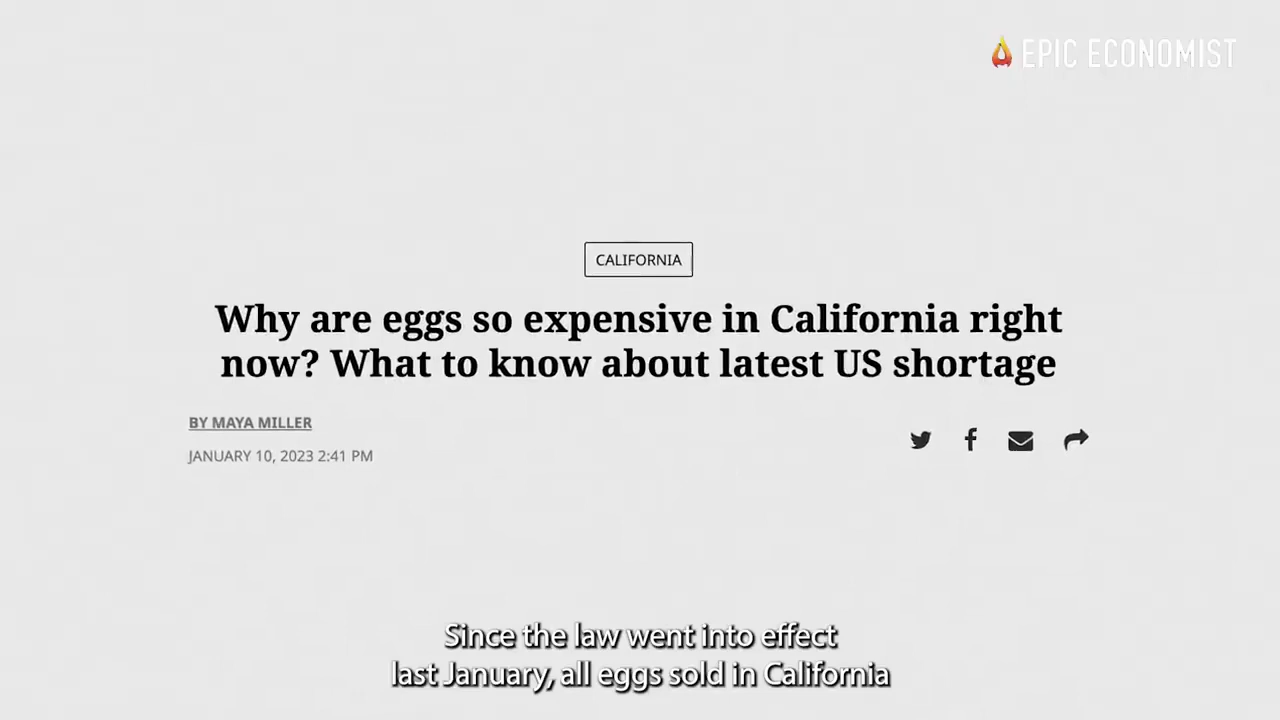 EPIC ECONOMIST
CALIFORNIA
Why are eggs so expensive in California right
now? What to know about latest US shortage
BY MAYA MILLER
JANUARY 10, 2023 2:41 PM
Since the law went into effect
last January, all eggs sold in California